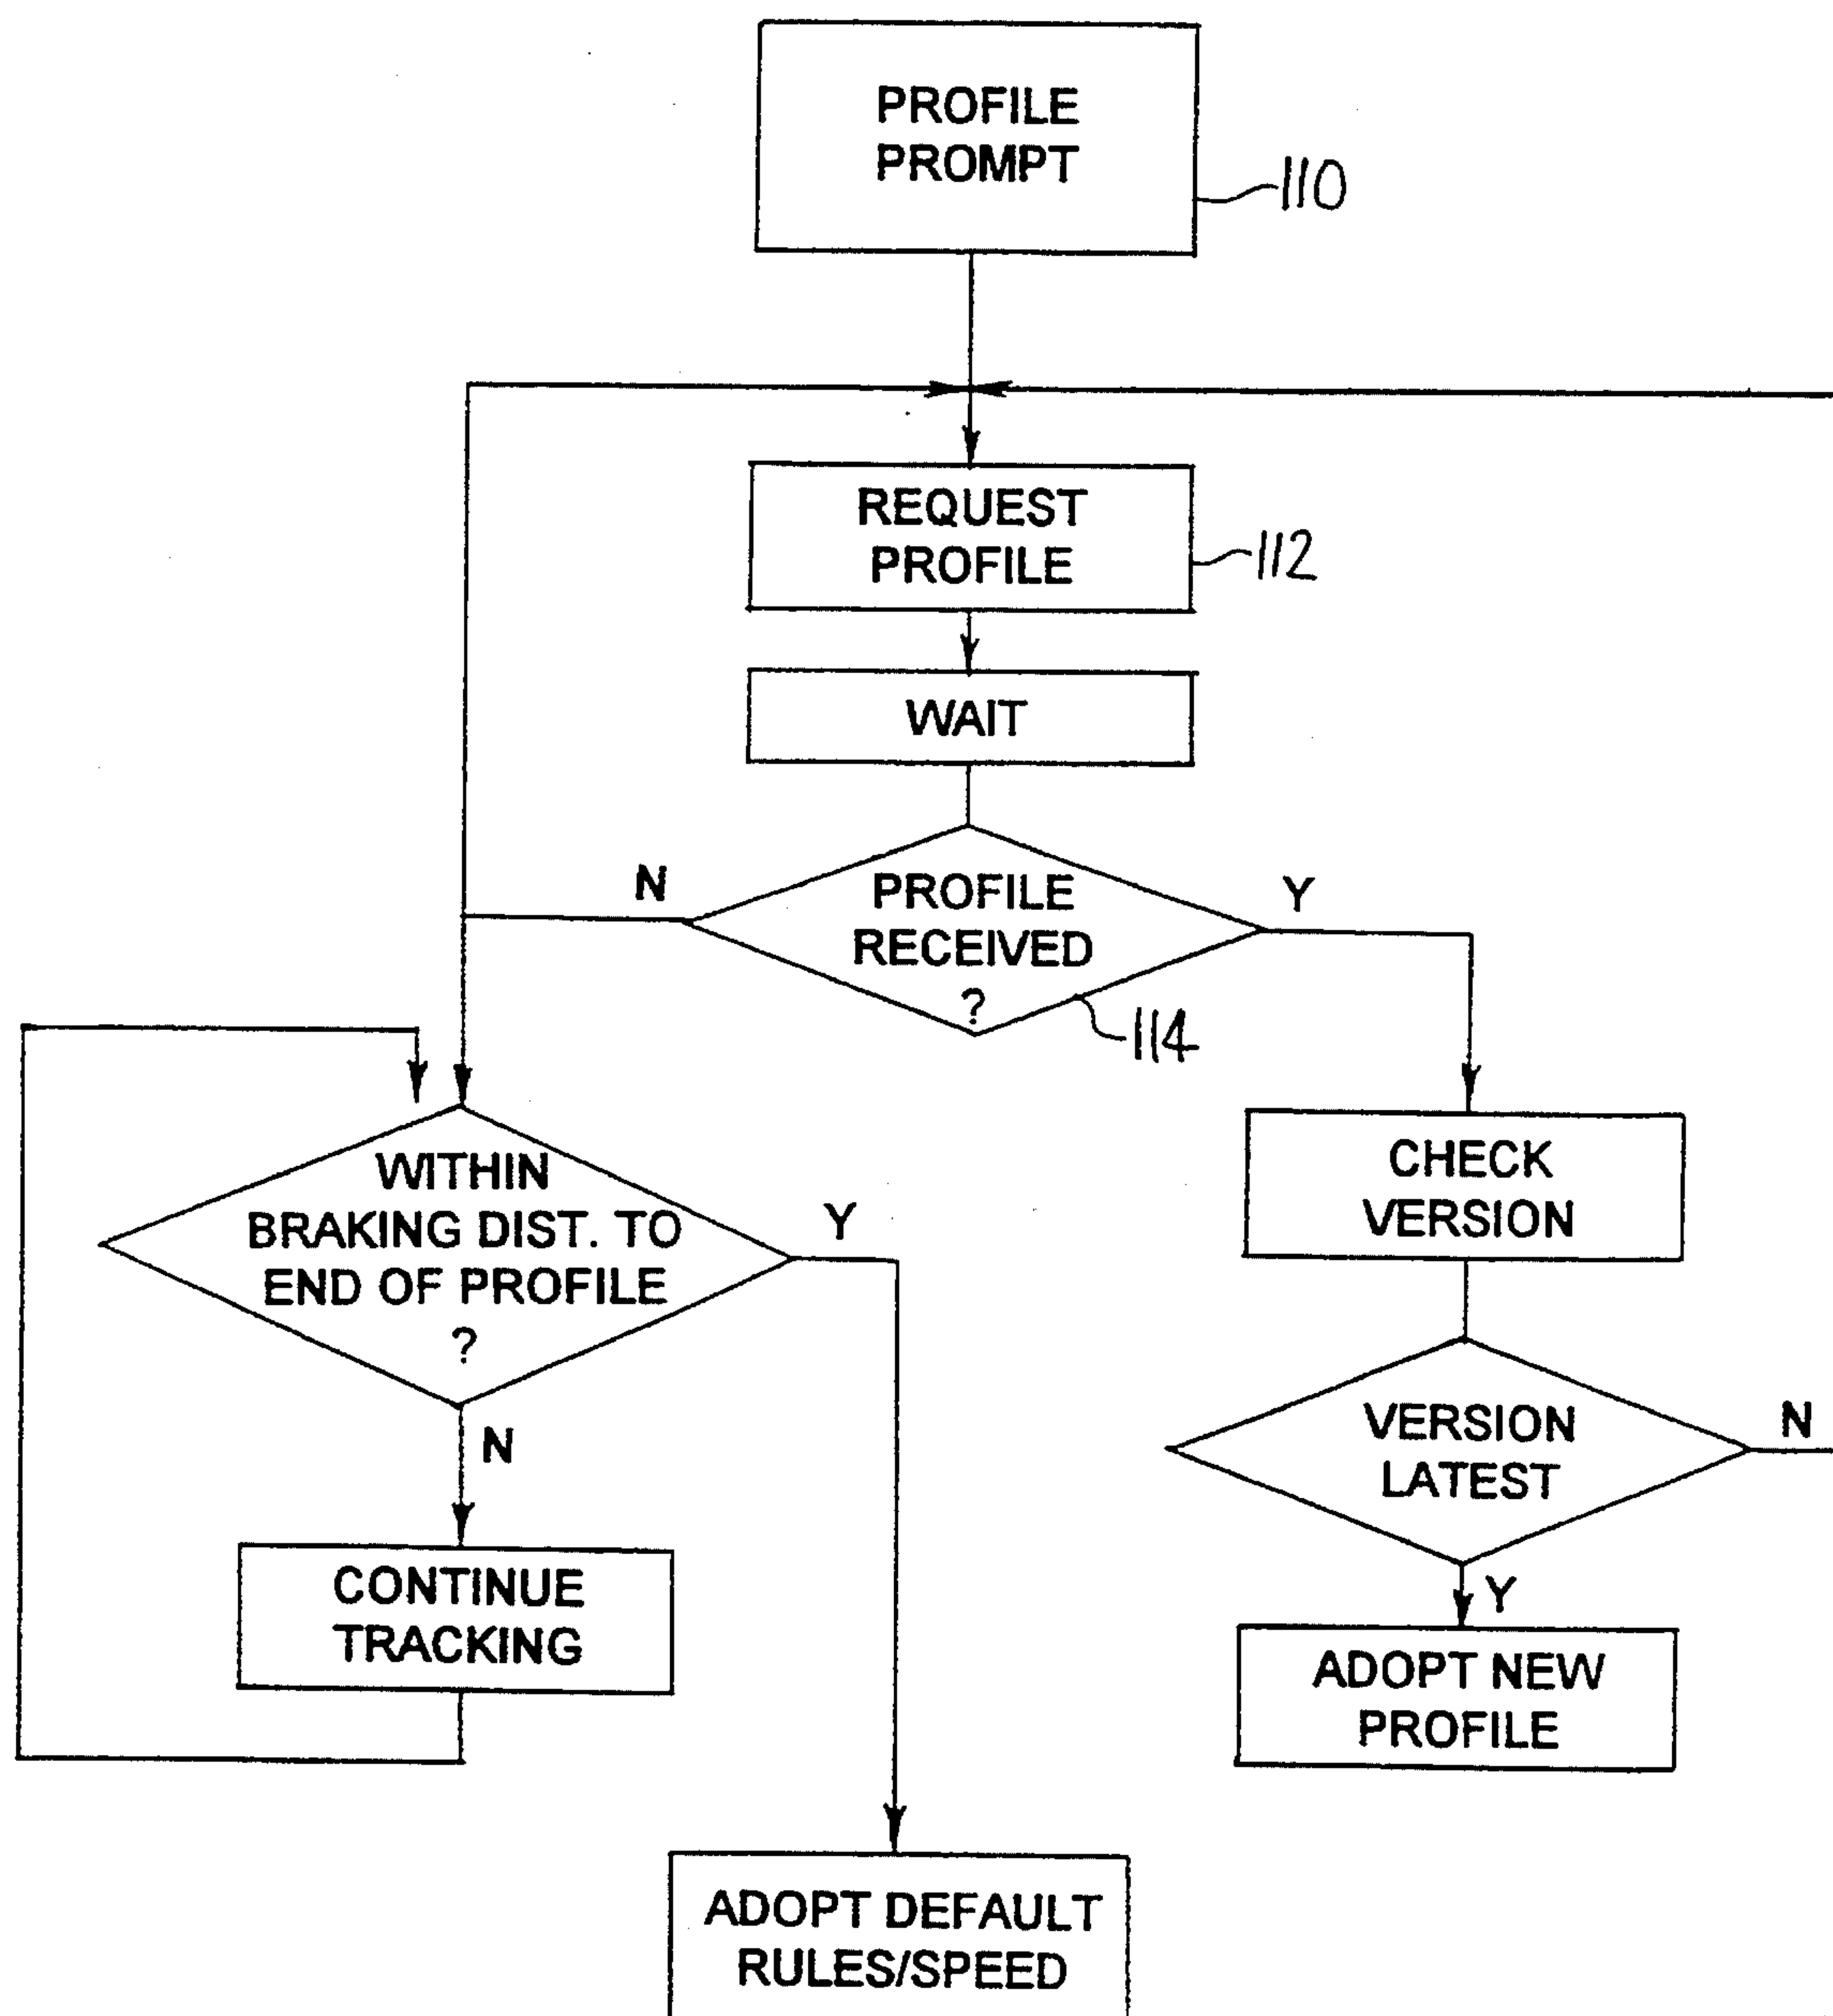 PROFILE
PROMPT
110
REQUEST
PROFILE
112
WAIT
N
PROFILE
RECEIVED
?
Y
114
WITHIN
BRAKING DIST. TO
END OF PROFILE
?
Y
N
CONTINUE
TRACKING
CHECK
VERSION
VERSION
LATEST
N
Y
ADOPT NEW
PROFILE
ADOPT DEFAULT
RULES/SPEED